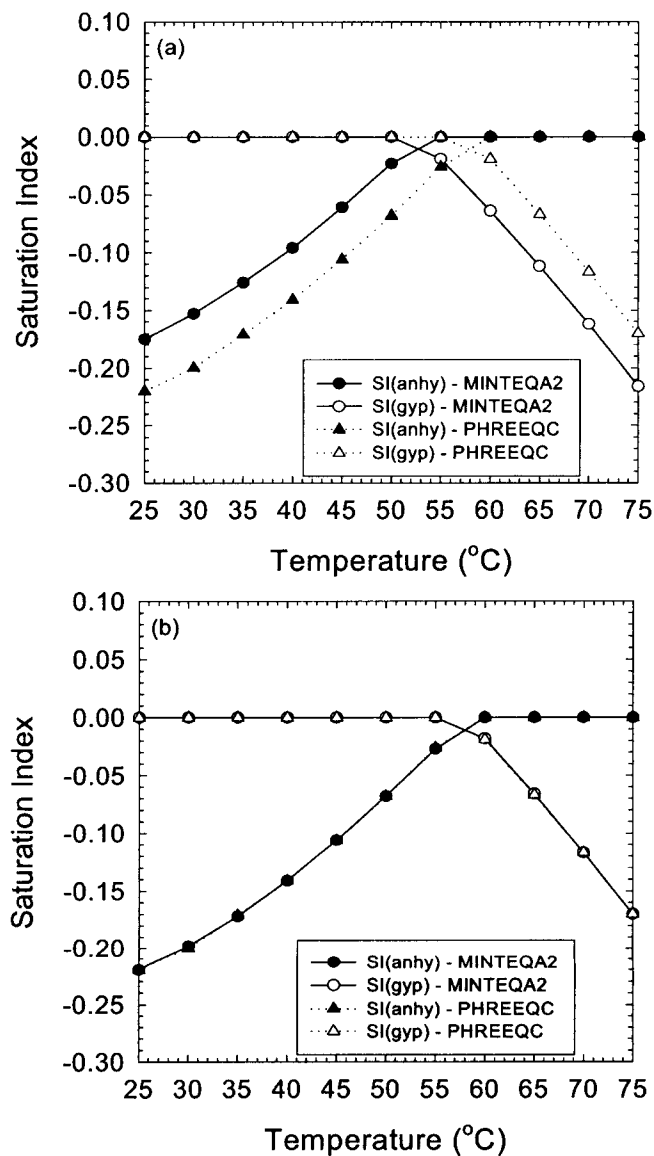 0.10
(a)
0.05
0.00
-0.05
-0.10
-0.15
-0.20
-0.25
-0.30
Saturation Index
SI(anhy) - MINTEQA2
SI(gyp) - MINTEQA2
SI(anhy) - PHREEQC
SI(gyp) - PHREEQC
25 30 35 40 45 50 55 60 65 70 75
Temperature (°C)
0.10
(b)
0.05
0.00
-0.05
-0.10
-0.15
-0.20
-0.25
-0.30
Saturation Index
SI(anhy) - MINTEQA2
SI(gyp) - MINTEQA2
SI(anhy) - PHREEQC
SI(gyp) - PHREEQC
25 30 35 40 45 50 55 60 65 70 75
Temperature (°C)